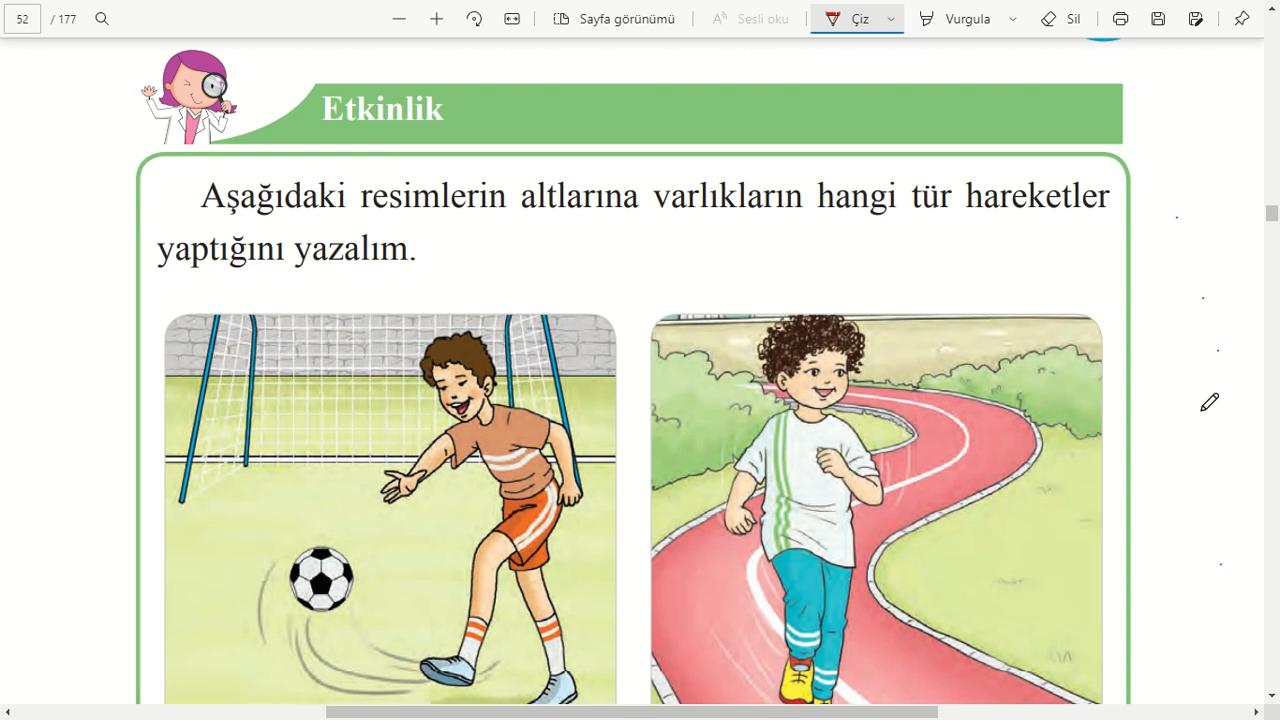 52 / 177 Sayfa görünümü Sesli oku Çiz Vurgula Sil
Etkinlik
Aşağıdaki resimlerin altlarına varlıkların hangi tür hareketler
yaptığını yazalım.